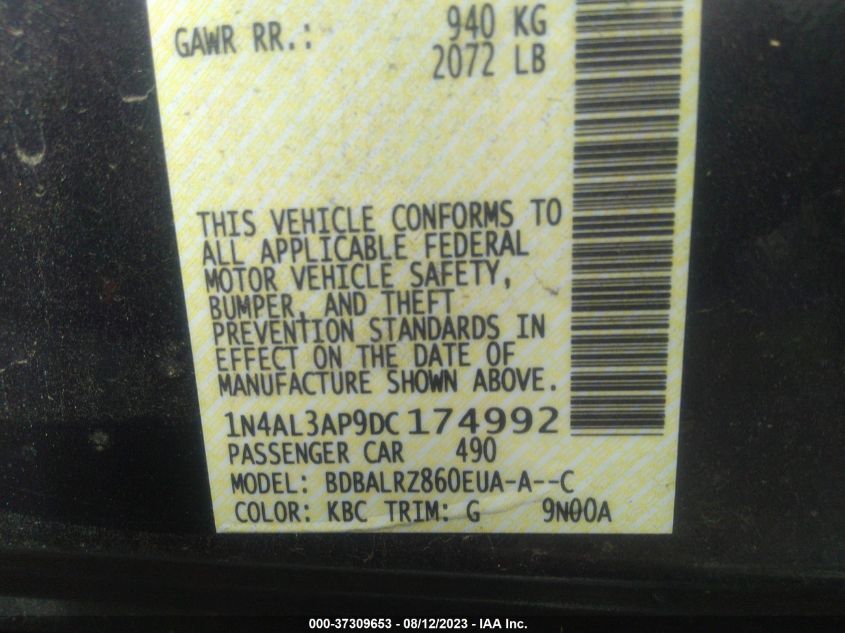 GAWR RR.: 940 KG
2072 LB
THIS VEHICLE CONFORMS TO
ALL APPLICABLE FEDERAL
MOTOR VEHICLE SAFETY,
BUMPER, AND THEFT
PREVENTION STANDARDS IN
EFFECT ON THE DATE OF
MANUFACTURE SHOWN ABOVE.
1N4AL3AP9DC174992
PASSENGER CAR 490
MODEL: BDBALRZ860EUA-A--C
COLOR: KBC TRIM: G 9N00A
000-37309653 - 08/12/2023 - IAA Inc.